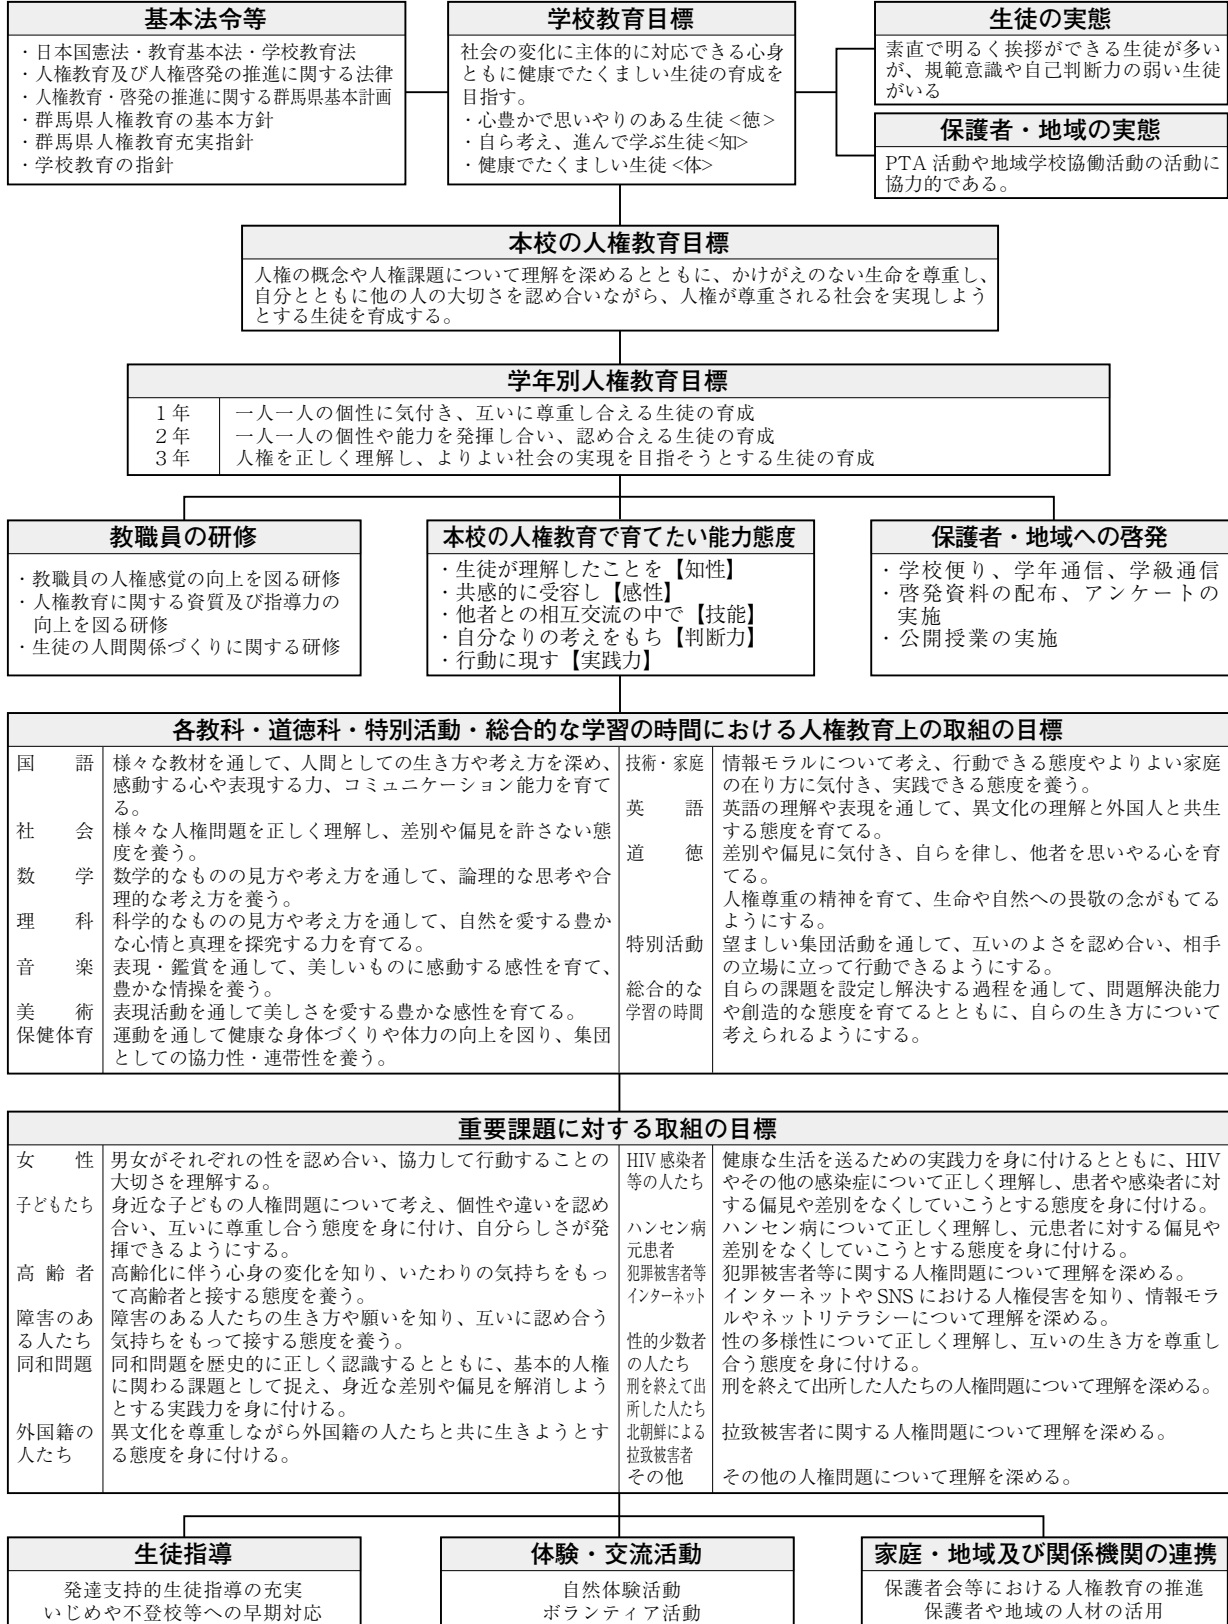 基本法令等
・日本国憲法・教育基本法・学校教育法
・人権教育及び人権啓発の推進に関する法律
・人権教育・啓発の推進に関する群馬県基本計画
・群馬県人権教育の基本方針
・群馬県人権教育充実指針
・学校教育の指針
学校教育目標
社会の変化に主体的に対応できる心身
ともに健康でたくましい生徒の育成を
目指す。
・心豊かで思いやりのある生徒<徳>
・自ら考え、進んで学ぶ生徒<知>
・健康でたくましい生徒<体>
生徒の実態
素直で明るく挨拶ができる生徒が多い
が、規範意識や自己判断力の弱い生徒
がいる
保護者・地域の実態
PTA 活動や地域学校協働活動の活動に
協力的である。
本校の人権教育目標
人権の概念や人権課題について理解を深めるとともに、かけがえのない生命を尊重し、
自分とともに他の人の大切さを認め合いながら、人権が尊重される社会を実現しよう
とする生徒を育成する。
学年別人権教育目標
1年 一人一人の個性に気付き、互いに尊重し合える生徒の育成
2年 一人一人の個性や能力を発揮し合い、認め合える生徒の育成
3年 人権を正しく理解し、よりよい社会の実現を目指そうとする生徒の育成
教職員の研修
・教職員の人権感覚の向上を図る研修
・人権教育に関する資質及び指導力の
向上を図る研修
・生徒の人間関係づくりに関する研修
本校の人権教育で育てたい能力態度
・生徒が理解したことを【知性】
・共感的に受容し【感性】
・他者との相互交流の中で【技能】
・自分なりの考えをもち【判断力】
・行動に現す【実践力】
保護者・地域への啓発
・学校便り、学年通信、学級通信
・啓発資料の配布、アンケートの
実施
・公開授業の実施
各教科・道徳科・特別活動・総合的な学習の時間における人権教育上の取組の目標
国語 様々な教材を通して、人間としての生き方や考え方を深め、
感動する心や表現する力、コミュニケーション能力を育て
る。
社会 様々な人権問題を正しく理解し、差別や偏見を許さない態
度を養う。
数学 数学的なものの見方や考え方を通して、論理的な思考や合
理的な考え方を養う。
理科 科学的なものの見方や考え方を通して、自然を愛する豊か
な心情と真理を探究する力を育てる。
音楽 表現・鑑賞を通して、美しいものに感動する感性を育て、
豊かな情操を養う。
美術 表現活動を通して美しさを愛する豊かな感性を育てる。
保健体育 運動を通して健康な身体づくりや体力の向上を図り、集団
としての協力性・連帯性を養う。
技術・家庭 情報モラルについて考え、行動できる態度やよりよい家庭
の在り方に気付き、実践できる態度を養う。
英語 英語の理解や表現を通して、異文化の理解と外国人と共生
する態度を育てる。
道徳 差別や偏見に気付き、自らを律し、他者を思いやる心を育
てる。
人権尊重の精神を育て、生命や自然への畏敬の念がもてる
ようにする。
特別活動 望ましい集団活動を通して、互いのよさを認め合い、相手
の立場に立って行動できるようにする。
総合的な 自らの課題を設定し解決する過程を通して、問題解決能力
学習の時間 や創造的な態度を育てるとともに、自らの生き方について
考えられるようにする。
重要課題に対する取組の目標
女性 男女がそれぞれの性を認め合い、協力して行動することの
大切さを理解する。
子どもたち 身近な子どもの人権問題について考え、個性や違いを認め
合い、互いに尊重し合う態度を身に付け、自分らしさが発
揮できるようにする。
高齢者 高齢化に伴う心身の変化を知り、いたわりの気持ちをもっ
て高齢者と接する態度を養う。
障害のあ 障害のある人たちの生き方や願いを知り、互いに認め合う
る人たち 気持ちをもって接する態度を養う。
同和問題 同和問題を歴史的に正しく認識するとともに、基本的人権
に関わる課題として捉え、身近な差別や偏見を解消しよう
とする実践力を身に付ける。
外国籍の 異文化を尊重しながら外国籍の人たちと共に生きようとす
人たち る態度を身に付ける。
HIV 感染者 健康な生活を送るための実践力を身に付けるとともに、HIV
等の人たち やその他の感染症について正しく理解し、患者や感染者に対
する偏見や差別をなくしていこうとする態度を身に付ける。
ハンセン病 ハンセン病について正しく理解し、元患者に対する偏見や
元患者 差別をなくしていこうとする態度を身に付ける。
犯罪被害者等 犯罪被害者等に関する人権問題について理解を深める。
インターネット インターネットや SNS における人権侵害を知り、情報モラ
ルやネットリテラシーについて理解を深める。
性的少数者 性の多様性について正しく理解し、互いの生き方を尊重し
の人たち 合う態度を身に付ける。
刑を終えて出 刑を終えて出所した人たちの人権問題について理解を深める。
所した人たち
北朝鮮による 拉致被害者に関する人権問題について理解を深める。
拉致被害者
その他 その他の人権問題について理解を深める。
生徒指導
発達支持的生徒指導の充実
いじめや不登校等への早期対応
体験・交流活動
自然体験活動
ボランティア活動
家庭・地域及び関係機関の連携
保護者会等における人権教育の推進
保護者や地域の人材の活用